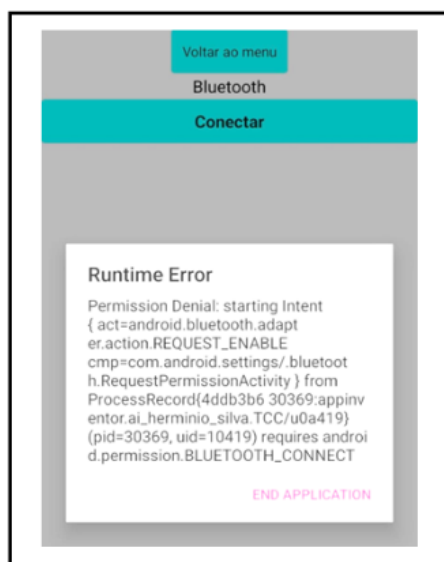 Voltar ao menu
Bluetooth
Conectar
Runtime Error
Permission Denial: starting Intent
{ act=android.bluetooth.adapt
er.action.REQUEST_ENABLE
cmp=com.android.settings/.bluetoot
h.RequestPermissionActivity } from
ProcessRecord{4ddb3b6 30369:appinv
entor.ai_herminio_silva.TCC/u0a419}
(pid=30369, uid=10419) requires androi
d.permission.BLUETOOTH_CONNECT
END APPLICATION